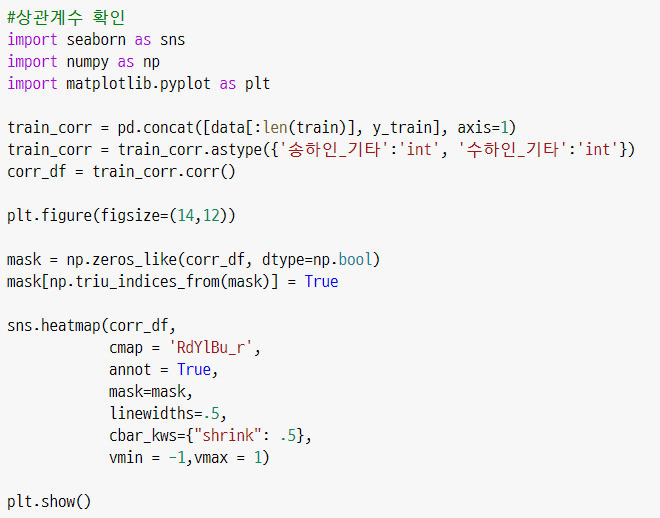 #상관계수 확인
import seaborn as sns
import numpy as np
import matplotlib.pyplot as plt
train_corr = pd.concat([data[:len(train)], y_train], axis=1)
train_corr = train_corr.astype({'송하인_기타':'int', '수하인_기타':'int'})
corr_df = train_corr.corr()
plt.figure(figsize=(14,12))
mask = np.zeros_like(corr_df, dtype=np.bool)
mask[np.triu_indices_from(mask)] = True
sns.heatmap(corr_df,
cmap = 'RdYlBu_r',
annot = True,
mask=mask,
linewidths=.5,
cbar_kws={"shrink": .5},
vmin = -1,vmax = 1)
plt.show()